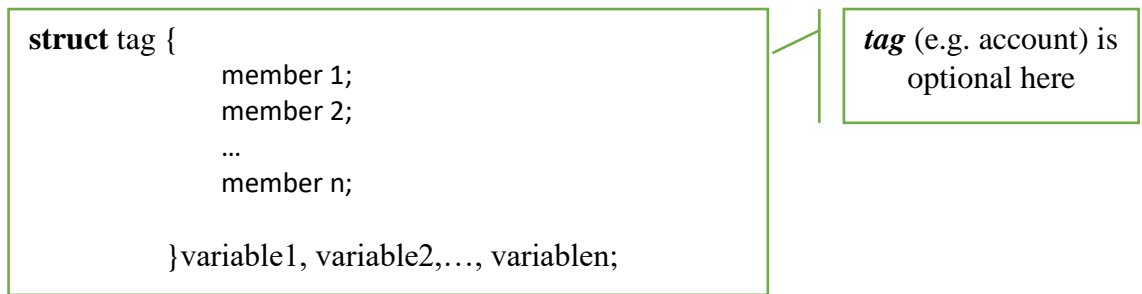 struct tag {
member 1;
member 2;
…
member n;
}variable1, variable2,…, variablen;
tag (e.g. account) is
optional here